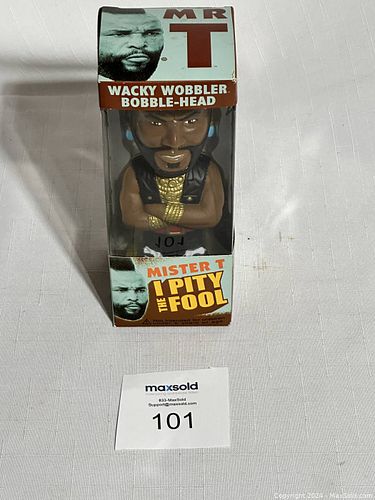 MR
T
WACKY WOBBLER
BOBBLE-HEAD
101
MISTER T
I PITY
THE FOOL
maxsold
833-MaxSold
Support@maxsold.com
101
Copyright 2024 - MaxSold.com